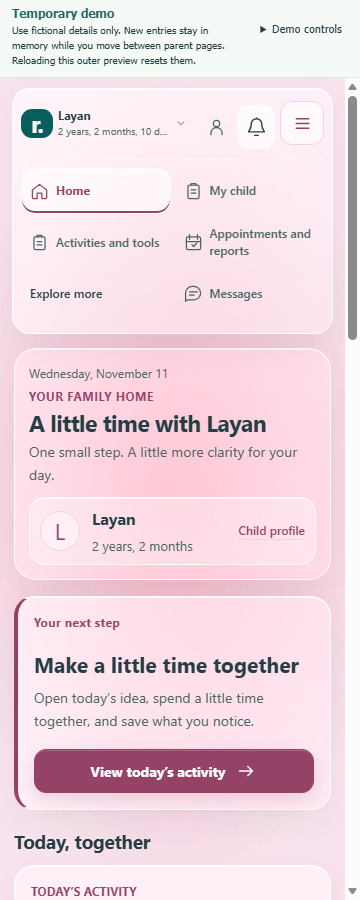 Temporary demo
Use fictional details only. New entries stay in
memory while you move between parent pages.
Reloading this outer preview resets them.
Demo controls
r.
Layan
2 years, 2 months, 10 d...
Home
My child
Activities and tools
Appointments and
reports
Explore more
Messages
Wednesday, November 11
YOUR FAMILY HOME
A little time with Layan
One small step. A little more clarity for your
day.
L
Layan
2 years, 2 months
Child profile
Your next step
Make a little time together
Open today's idea, spend a little time
together, and save what you notice.
View today's activity
Today, together
TODAY'S ACTIVITY